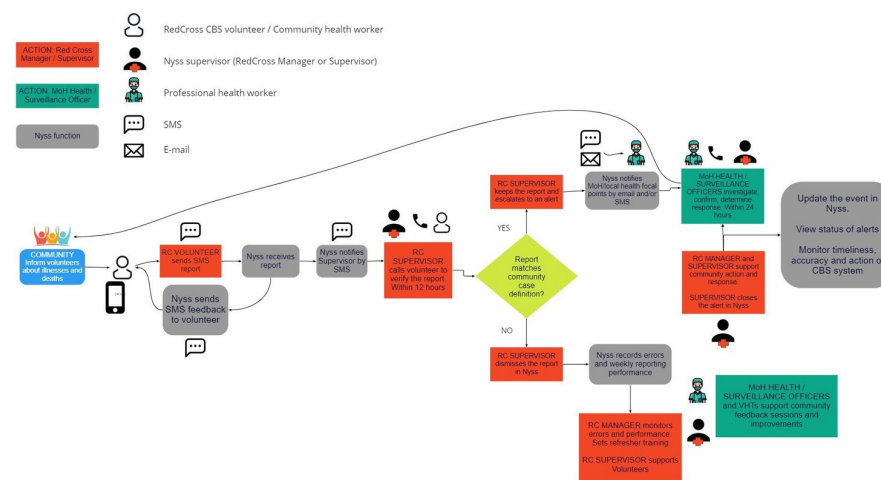 RedCross CBS volunteer / Community health worker
ACTION: Red Cross
Manager / Supervisor
Nyss supervisor (RedCross Manager or Supervisor)
ACTION: MoH Health /
Surveillance Officer
Professional health worker
Nyss function
SMS
E-mail
COMMUNITY
Inform volunteers
about illnesses and
deaths
RC VOLUNTEER
sends SMS
report
Nyss receives
report
Nyss sends
SMS feedback
to volunteer
Nyss notifies
Supervisor by
SMS
RC
SUPERVISOR
calls volunteer to
verify the report.
Within 12 hours
Report
matches
community
case
definition?
YES
RC SUPERVISOR
keeps the report and
escalates to an alert
Nyss notifies
MoH/local health focal
points by email and/or
SMS
MoH HEALTH /
SURVEILLANCE
OFFICERS investigate,
confirm, determine
response. Within 24
hours
RC MANAGER and
SUPERVISOR support
community action and
response.
SUPERVISOR closes
the alert in Nyss
Update the event in
Nyss.
View status of alerts
Monitor timeliness,
accuracy and action o
CBS system
NO
RC SUPERVISOR
dismisses the report
in Nyss
Nyss records errors
and weekly reporting
performance
RC MANAGER monitors
errors and performance
Sets refresher training
RC SUPERVISOR supports
Volunteers
MoH HEALTH /
SURVEILLANCE OFFICERS
and VHTs support community
feedback sessions and
improvements